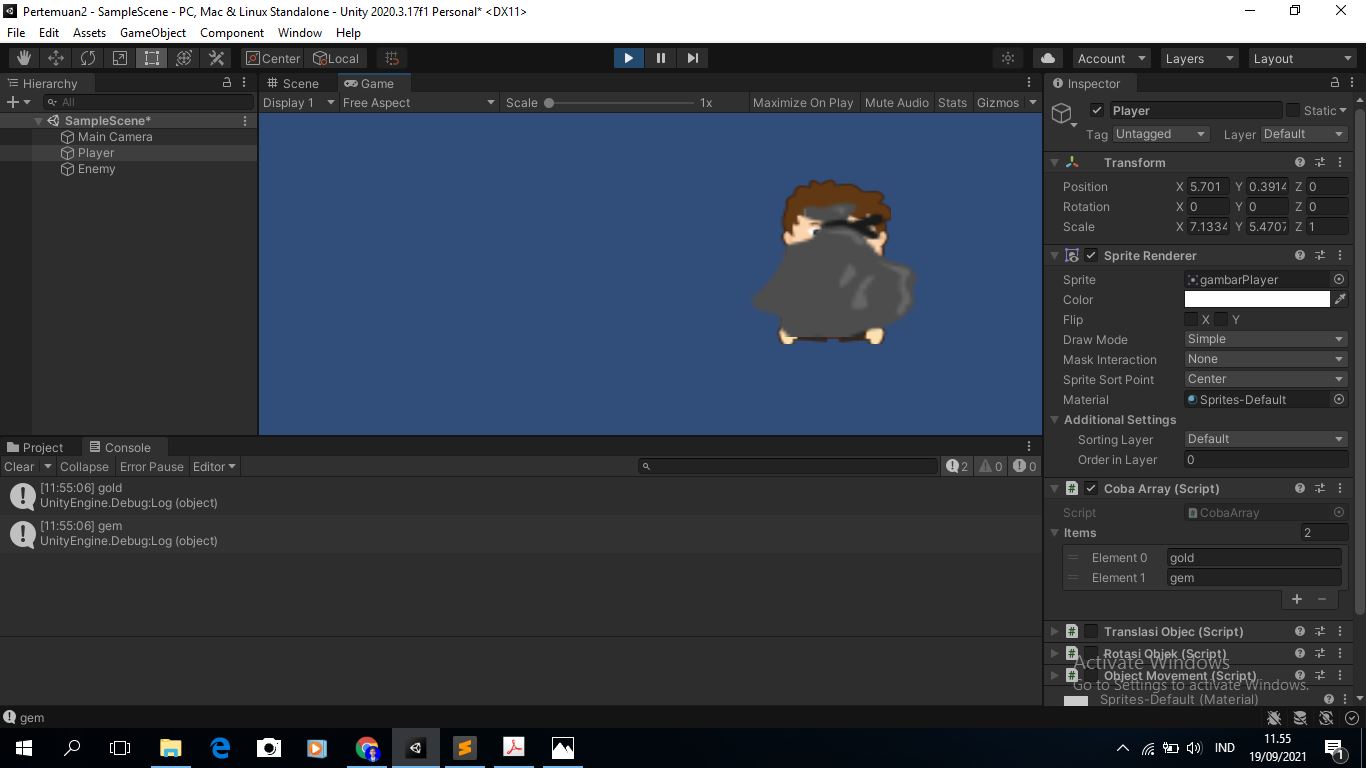 Pertemuan2 - SampleScene - PC, Mac & Linux Standalone - Unity 2020.3.17f1 Personal* <DX11>
File Edit Assets GameObject Component Window Help
Center Local Account Layers Layout
Hierarchy
All
SampleScene*
Main Camera
Player
Enemy
Scene Game
Display 1 Free Aspect Scale 1x Maximize On Play Mute Audio Stats Gizmos
Project Console
Clear Collapse Error Pause Editor 2 0 0
[11:55:06] gold
UnityEngine.Debug:Log (object)
[11:55:06] gem
UnityEngine.Debug:Log (object)
Inspector
Player Static
Tag Untagged Layer Default
Transform
Position X 5.701 Y 0.3914 Z 0
Rotation X 0 Y 0 Z 0
Scale X 7.1334 Y 5.4707 Z 1
Sprite Renderer
Sprite gambarPlayer
Color
Flip X Y
Draw Mode Simple
Mask Interaction None
Sprite Sort Point Center
Material Sprites-Default
Additional Settings
Sorting Layer Default
Order in Layer 0
Coba Array (Script)
Script CobaArray
Items 2
Element 0 gold
Element 1 gem
Translasi Objec (Script)
Rotasi Objek (Script)
Activate Windows
Object Movement (Script)
Go to Settings to activate Windows.
Sprites-Default (Material)
gem
IND
11.55
19/09/2021
1